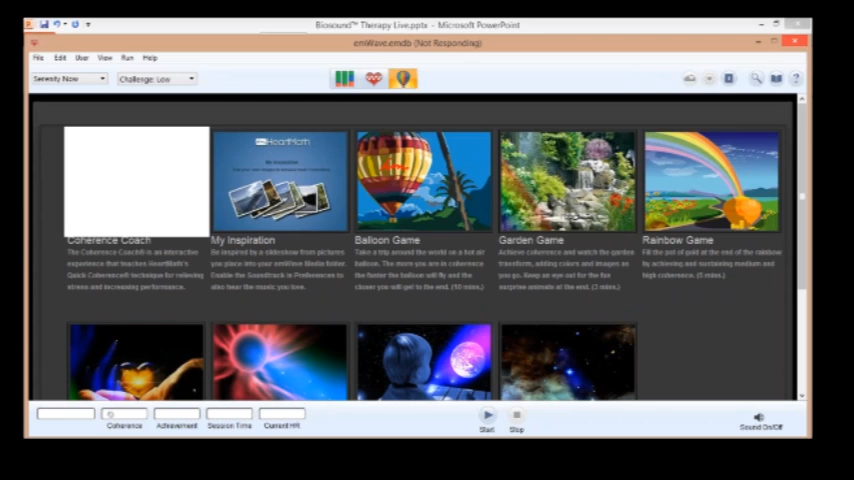 Biosound™ Therapy Live.pptx - Microsoft PowerPoint
emWave.emdb (Not Responding)
File Edit User View Run Help
Serenity Now
Challenge: Low
HeartMath
My Inspiration
Coherence Coach
The Coherence Coach® is an interactive
experience that teaches HeartMath's
Quick Coherence® technique for relieving
stress and increasing performance.
My Inspiration
Be inspired by a slideshow from pictures
you place into your emWave Media folder.
Enable the Soundtrack in Preferences to
also hear the music you love.
Balloon Game
Take a trip around the world on a hot air
balloon. The more you are in coherence
the faster the balloon will fly and the
closer you will get to the end. (10 mins.)
Garden Game
Achieve coherence and watch the garden
transform, adding colors and images as
you go. Keep an eye out for the fun
surprise animals at the end. (3 mins.)
Rainbow Game
Fill the pot of gold at the end of the rainbow
by achieving and sustaining medium and
high coherence. (5 mins.)
Coherence
Achievement
Session Time
Current HR
Start
Stop
Sound On/Off